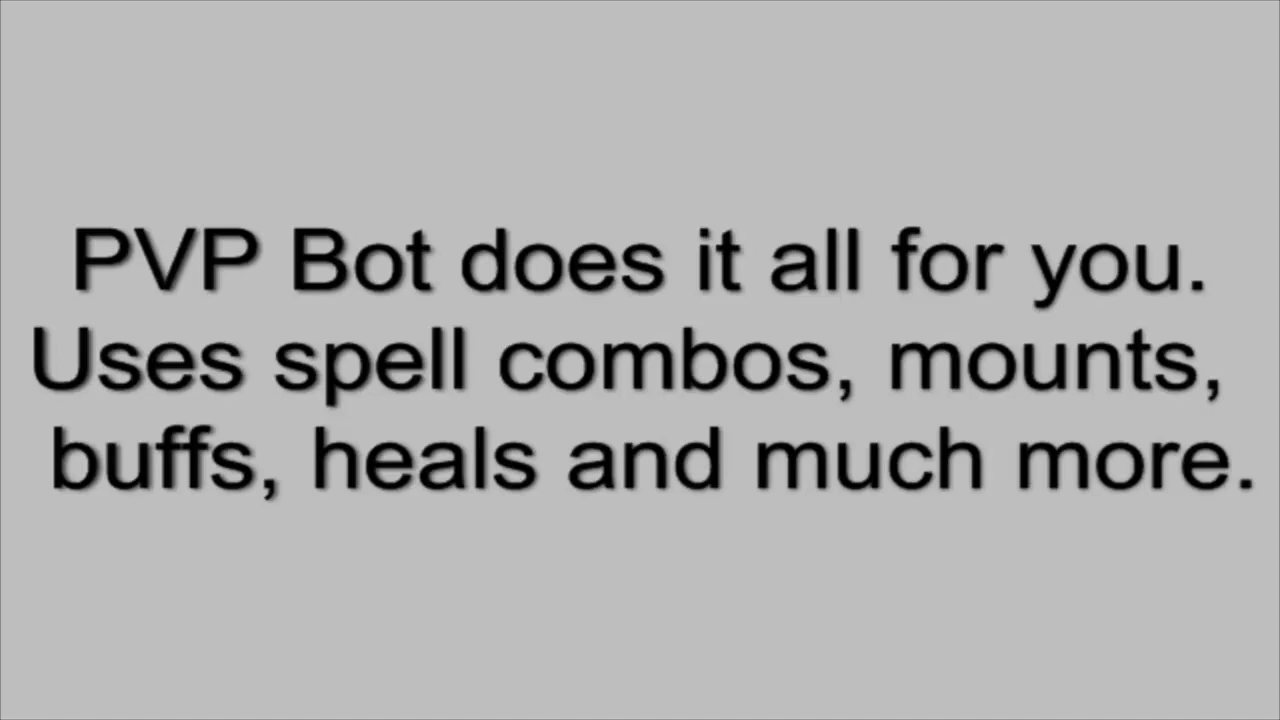 PVP Bot does it all for you.
Uses spell combos, mounts,
buffs, heals and much more.